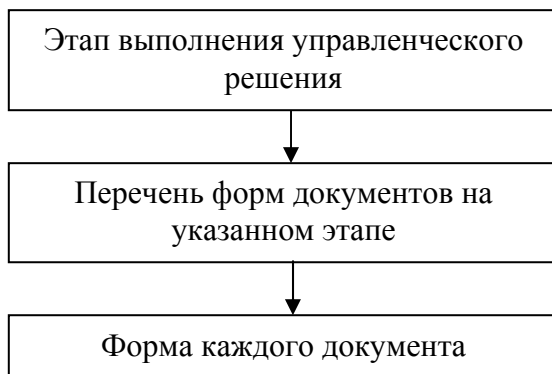 Этап выполнения управленческого
решения
Перечень форм документов на
указанном этапе
Форма каждого документа